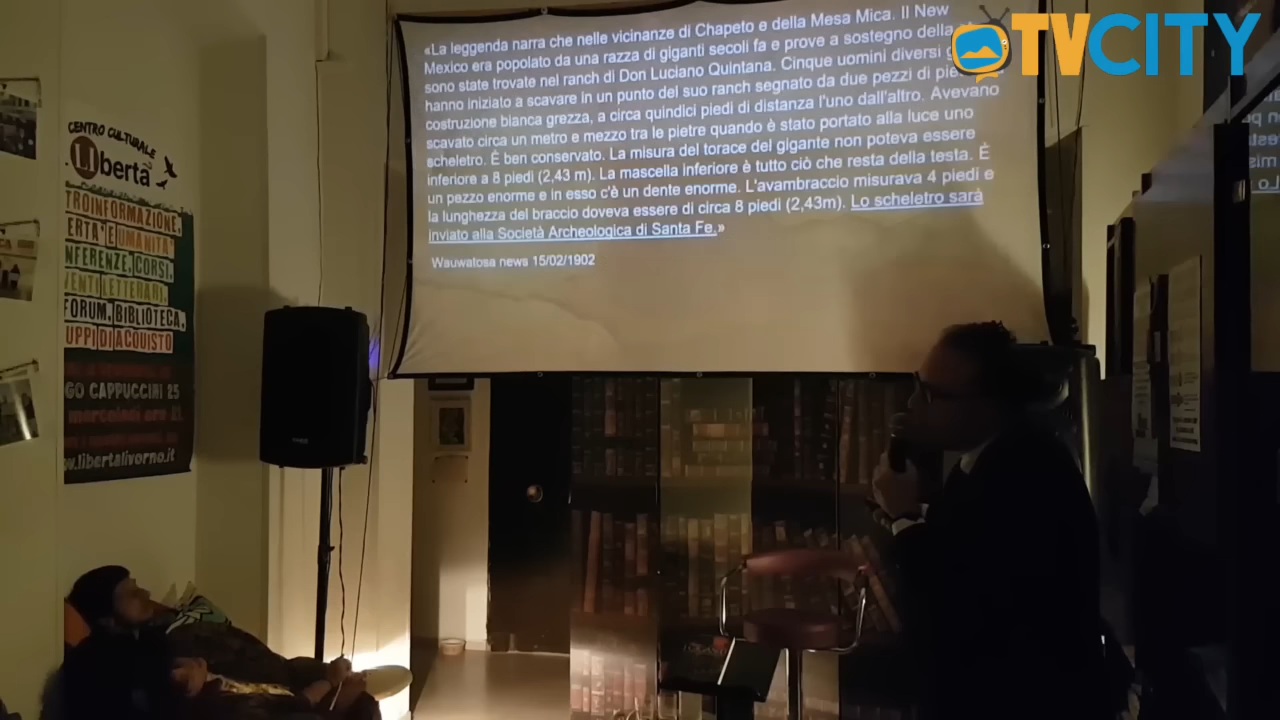 TVCITY
«La leggenda narra che nelle vicinanze di Chapeto e della Mesa Mica. Il New
Mexico era popolato da una razza di giganti secoli fa e prove a sostegno della
sono state trovate nel ranch di Don Luciano Quintana. Cinque uomini diversi
hanno iniziato a scavare in un punto del suo ranch segnato da due pezzi di
costruzione bianca grezza, a circa quindici piedi di distanza l'uno dall'altro. Avevano
scavato circa un metro e mezzo tra le pietre quando è stato portato alla luce uno
scheletro. È ben conservato. La misura del torace del gigante non poteva essere
inferiore a 8 piedi (2,43 m). La mascella inferiore è tutto ciò che resta della testa. È
un pezzo enorme e in esso c'è un dente enorme. L'avambraccio misurava 4 piedi e
la lunghezza del braccio doveva essere di circa 8 piedi (2,43m). Lo scheletro sarà
inviato alla Società Archeologica di Santa Fe.»
Wauwatosa news 15/02/1902
CENTRO CULTURALE
LIbertà
TROINFORMAZIONE,
ERTA' E UMANITA'
NFERENZE, CORSI,
VENTI LETTERARI,
FORUM, BIBLIOTECA,
UPPI DI ACQUISTO
GO CAPPUCCINI 25
mercoledì ore 21
w.libertalivorno.it